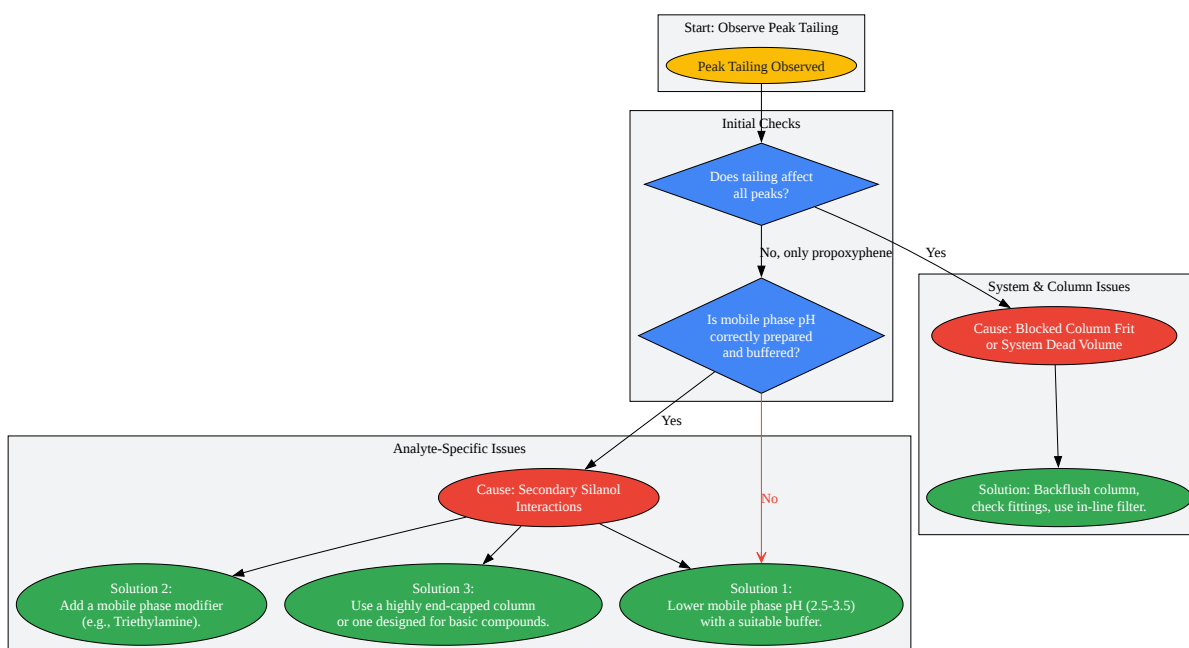 Start: Observe Peak Tailing
Peak Tailing Observed
Initial Checks
Does tailing affect
all peaks?
No, only propoxyphene
Yes
System & Column Issues
Is mobile phase pH
correctly prepared
and buffered?
Cause: Blocked Column Frit
or System Dead Volume
Yes
Analyte-Specific Issues
Cause: Secondary Silanol
Interactions
No
Solution: Backflush column,
check fittings, use in-line filter.
Solution 2:
Add a mobile phase modifier
(e.g., Triethylamine).
Solution 3:
Use a highly end-capped column
or one designed for basic compounds.
Solution 1:
Lower mobile phase pH (2.5-3.5)
with a suitable buffer.